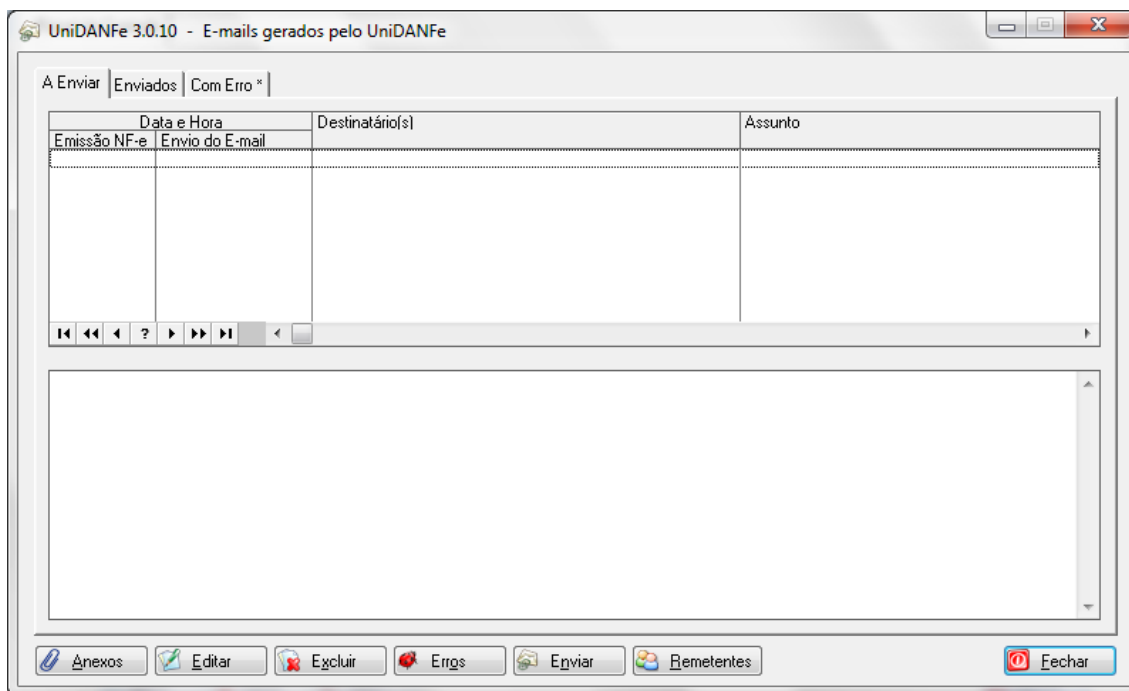 UniDANFe 3.0.10 - E-mails gerados pelo UniDANFe
A Enviar Enviados Com Erro *
Data e Hora Destinatário(s) Assunto
Emissão NF-e Envio do E-mail
?
Anexos Editar Excluir Erros Enviar Remetentes Fechar